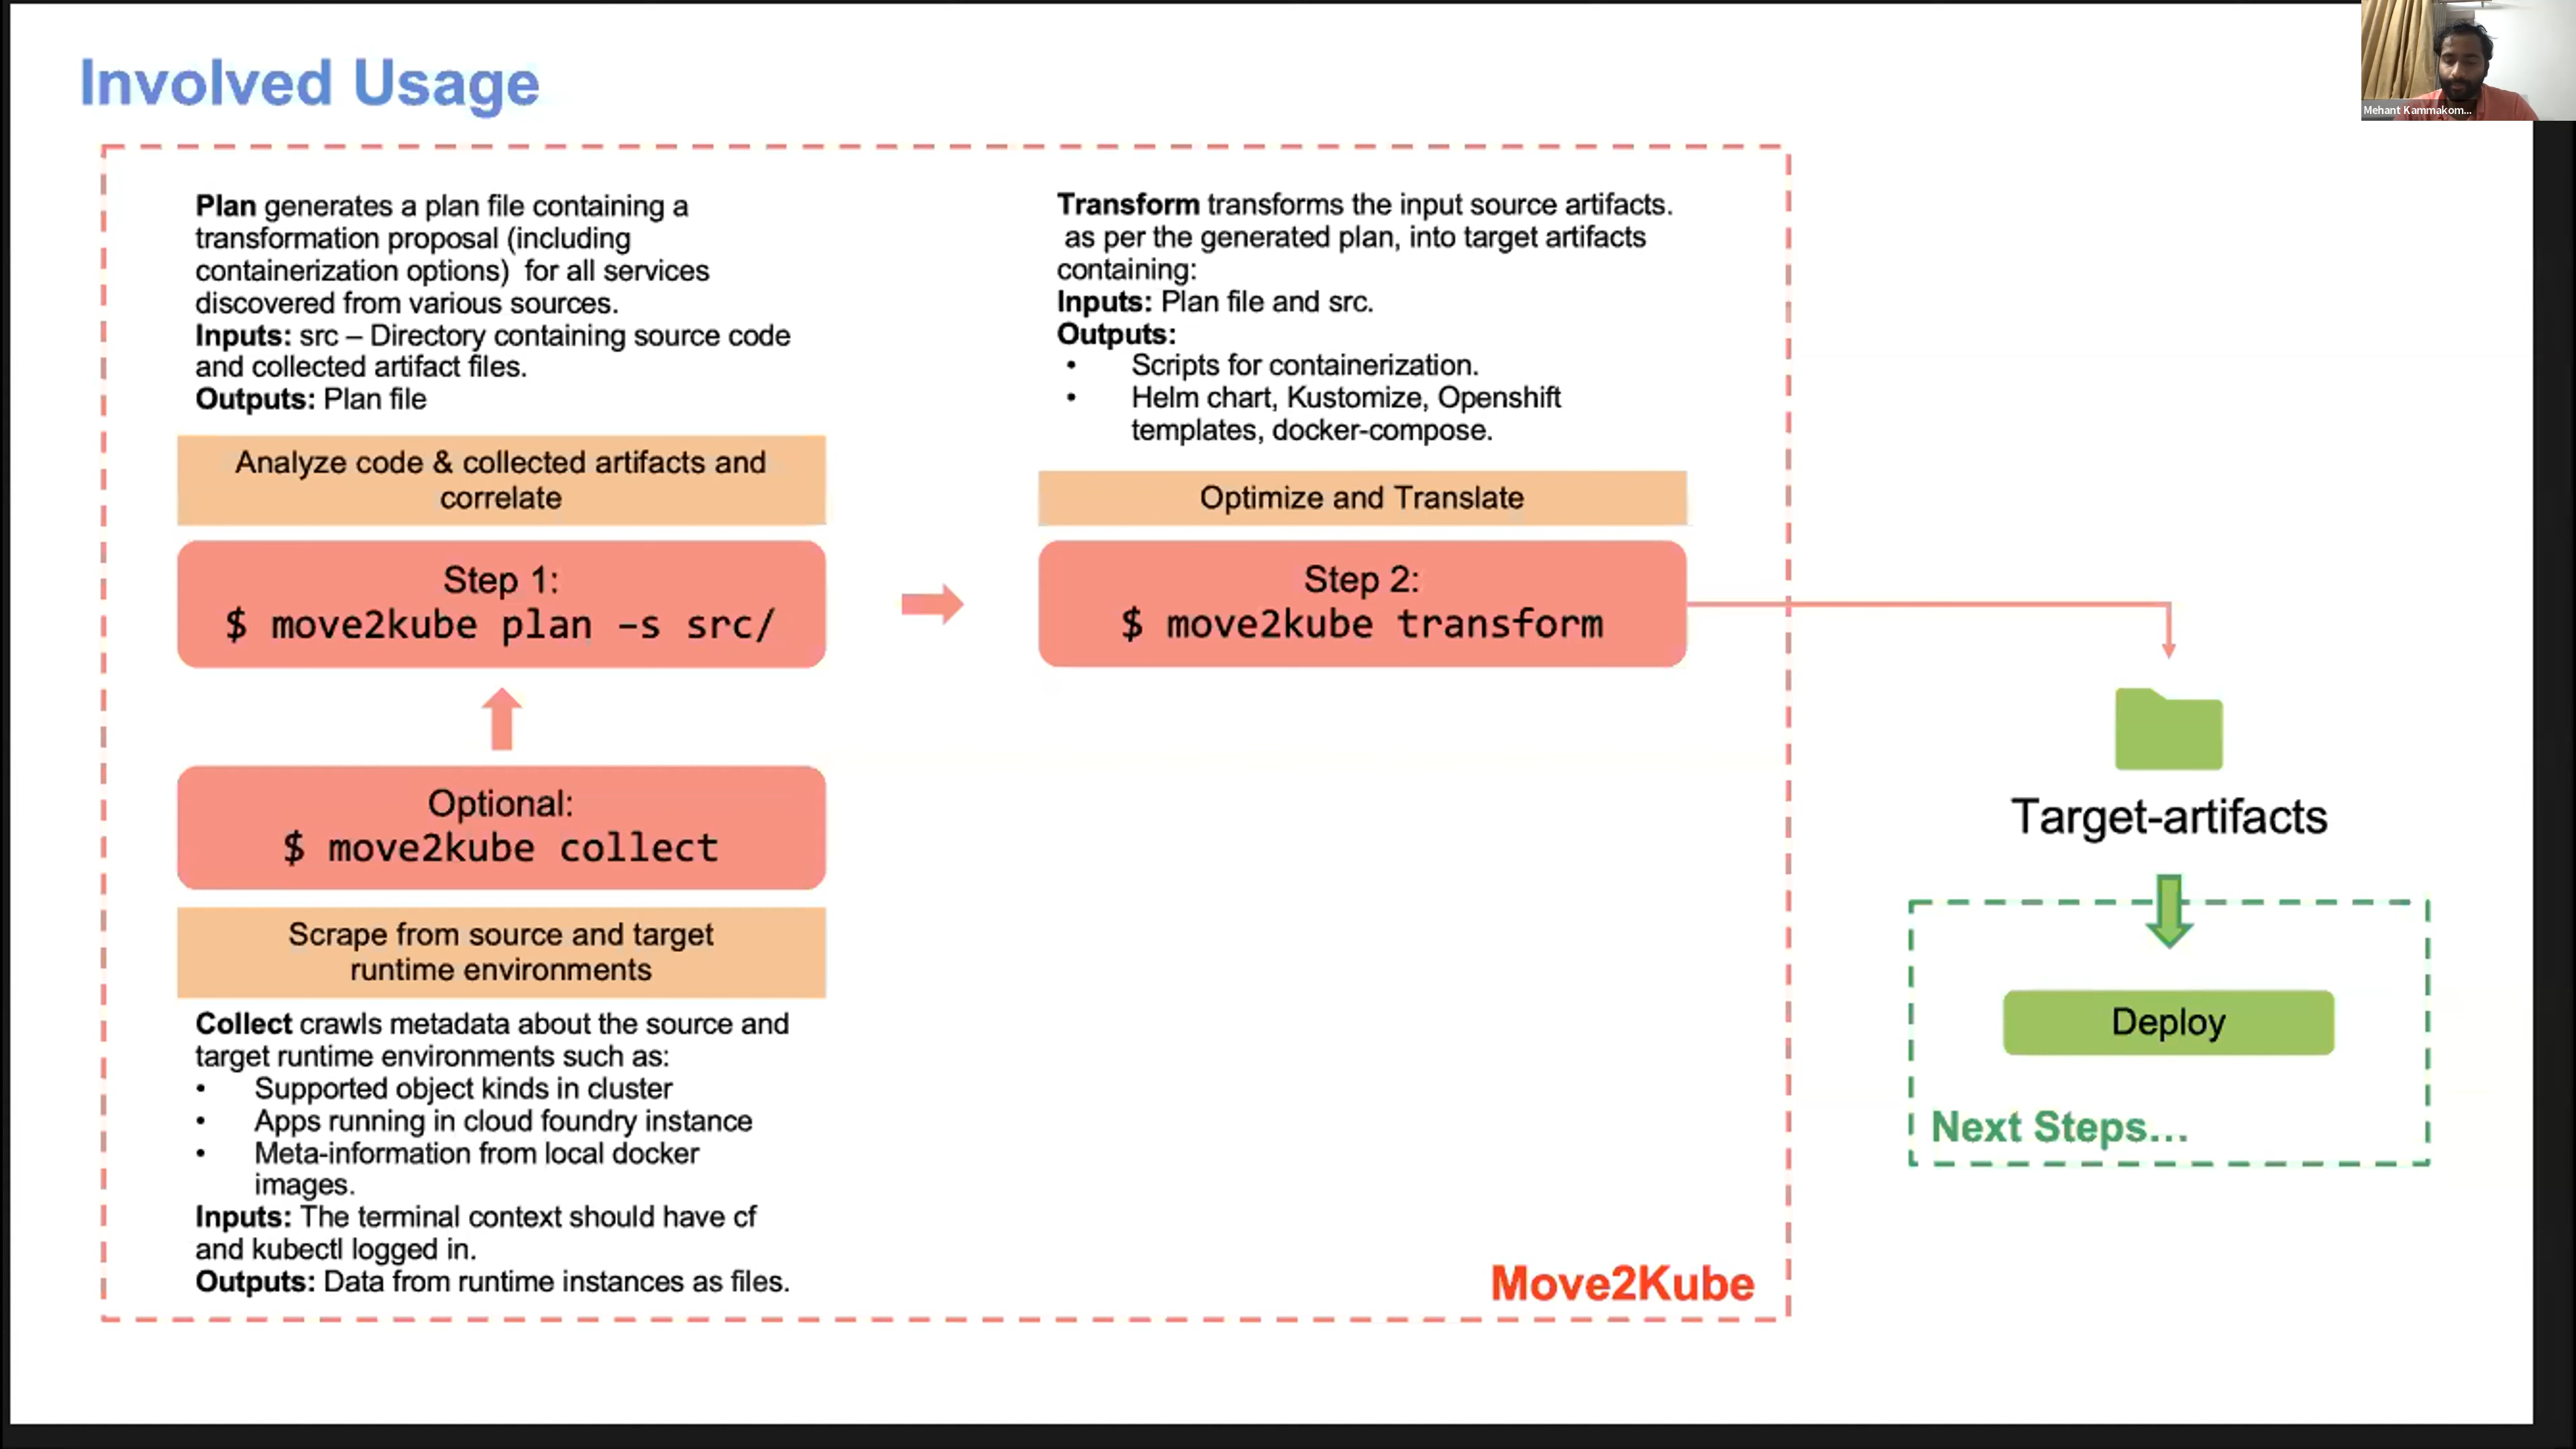 Involved Usage
Mehant Kammakom...
Plan generates a plan file containing a
transformation proposal (including
containerization options)  for all services
discovered from various sources.
Inputs: src – Directory containing source code
and collected artifact files.
Outputs: Plan file
Analyze code & collected artifacts and
correlate
Step 1:
$ move2kube plan –s src/
Optional:
$ move2kube collect
Scrape from source and target
runtime environments
Collect crawls metadata about the source and
target runtime environments such as:
• Supported object kinds in cluster
• Apps running in cloud foundry instance
• Meta-information from local docker
images.
Inputs: The terminal context should have cf
and kubectl logged in.
Outputs: Data from runtime instances as files.
Transform transforms the input source artifacts.
as per the generated plan, into target artifacts
containing:
Inputs: Plan file and src.
Outputs:
• Scripts for containerization.
• Helm chart, Kustomize, Openshift
templates, docker-compose.
Optimize and Translate
Step 2:
$ move2kube transform
Move2Kube
Target-artifacts
Deploy
Next Steps...